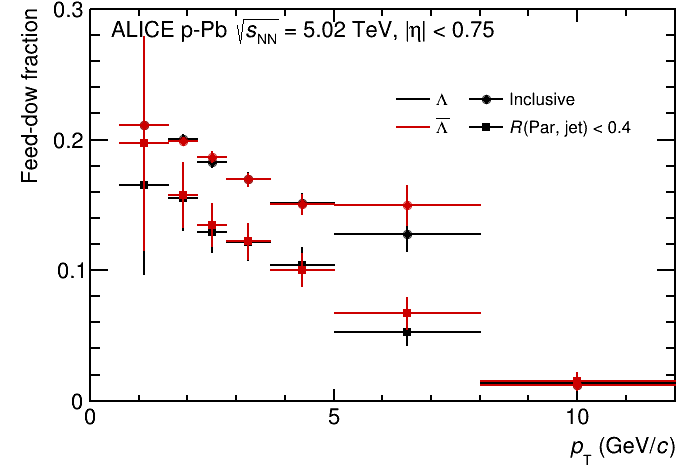 0.3
ALICE p-Pb √sNN = 5.02 TeV, |η| < 0.75
Feed-dow fraction
Λ Inclusive
Λ̅ R(Par, jet) < 0.4
0.2
0.1
0
0 5 10
pT (GeV/c)